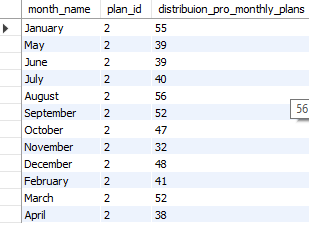 month_name plan_id distribuion_pro_monthly_plans
January 2 55
May 2 39
June 2 39
July 2 40
August 2 56
September 2 52
October 2 47
November 2 32
December 2 48
February 2 41
March 2 52
April 2 38
56